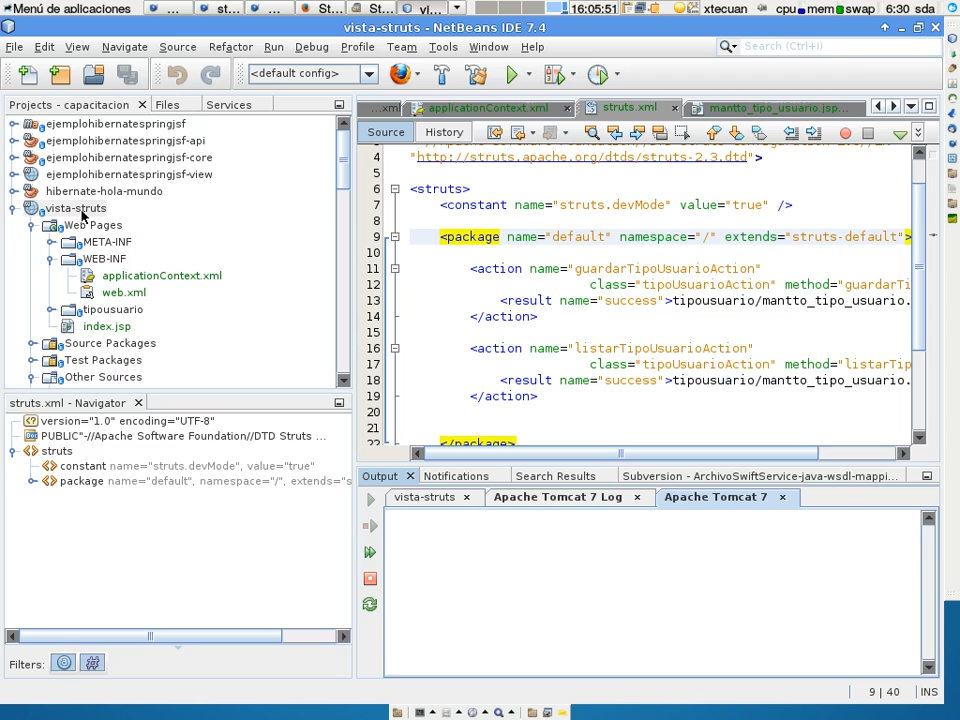 Menú de aplicaciones ... st... ... S... St... yi... 16:05:51 xtecuan cpu mem swap 6:30 sda
vista-struts - NetBeans IDE 7.4
File Edit View Navigate Source Refactor Run Debug Profile Team Tools Window Help
Search (Ctrl+I)
<default config>
Projects - capacitacion
Files
Services
ejemplohibernatespringjsf
ejemplohibernatespringjsf-api
ejemplohibernatespringjsf-core
ejemplohibernatespringjsf-view
hibernate-hola-mundo
vista-struts
Web Pages
META-INF
WEB-INF
applicationContext.xml
web.xml
tipousuario
index.jsp
Source Packages
Test Packages
Other Sources
struts.xml - Navigator
version="1.0" encoding="UTF-8"
PUBLIC"-//Apache Software Foundation//DTD Struts ...
struts
constant name="struts.devMode", value="true"
package name="default", namespace="/", extends="s
Filters:
...xml
applicationContext.xml
struts.xml
mantto_tipo_usuario.jsp...
Source History
4 "http://struts.apache.org/dtds/struts-2.3.dtd">
5
6 <struts>
7 <constant name="struts.devMode" value="true" />
8
9 <package name="default" namespace="/" extends="struts-default">
10
11 <action name="guardarTipoUsuarioAction"
12 class="tipoUsuarioAction" method="guardarTi
13 <result name="success">tipousuario/mantto_tipo_usuario.
14 </action>
15
16 <action name="listarTipoUsuarioAction"
17 class="tipoUsuarioAction" method="listarTip
18 <result name="success">tipousuario/mantto_tipo_usuario.
19 </action>
20
21
22 </package>
Output
Notifications
Search Results
Subversion - ArchivoSwiftService-java-wsdl-mappi...
vista-struts
Apache Tomcat 7 Log
Apache Tomcat 7
9 | 40 INS